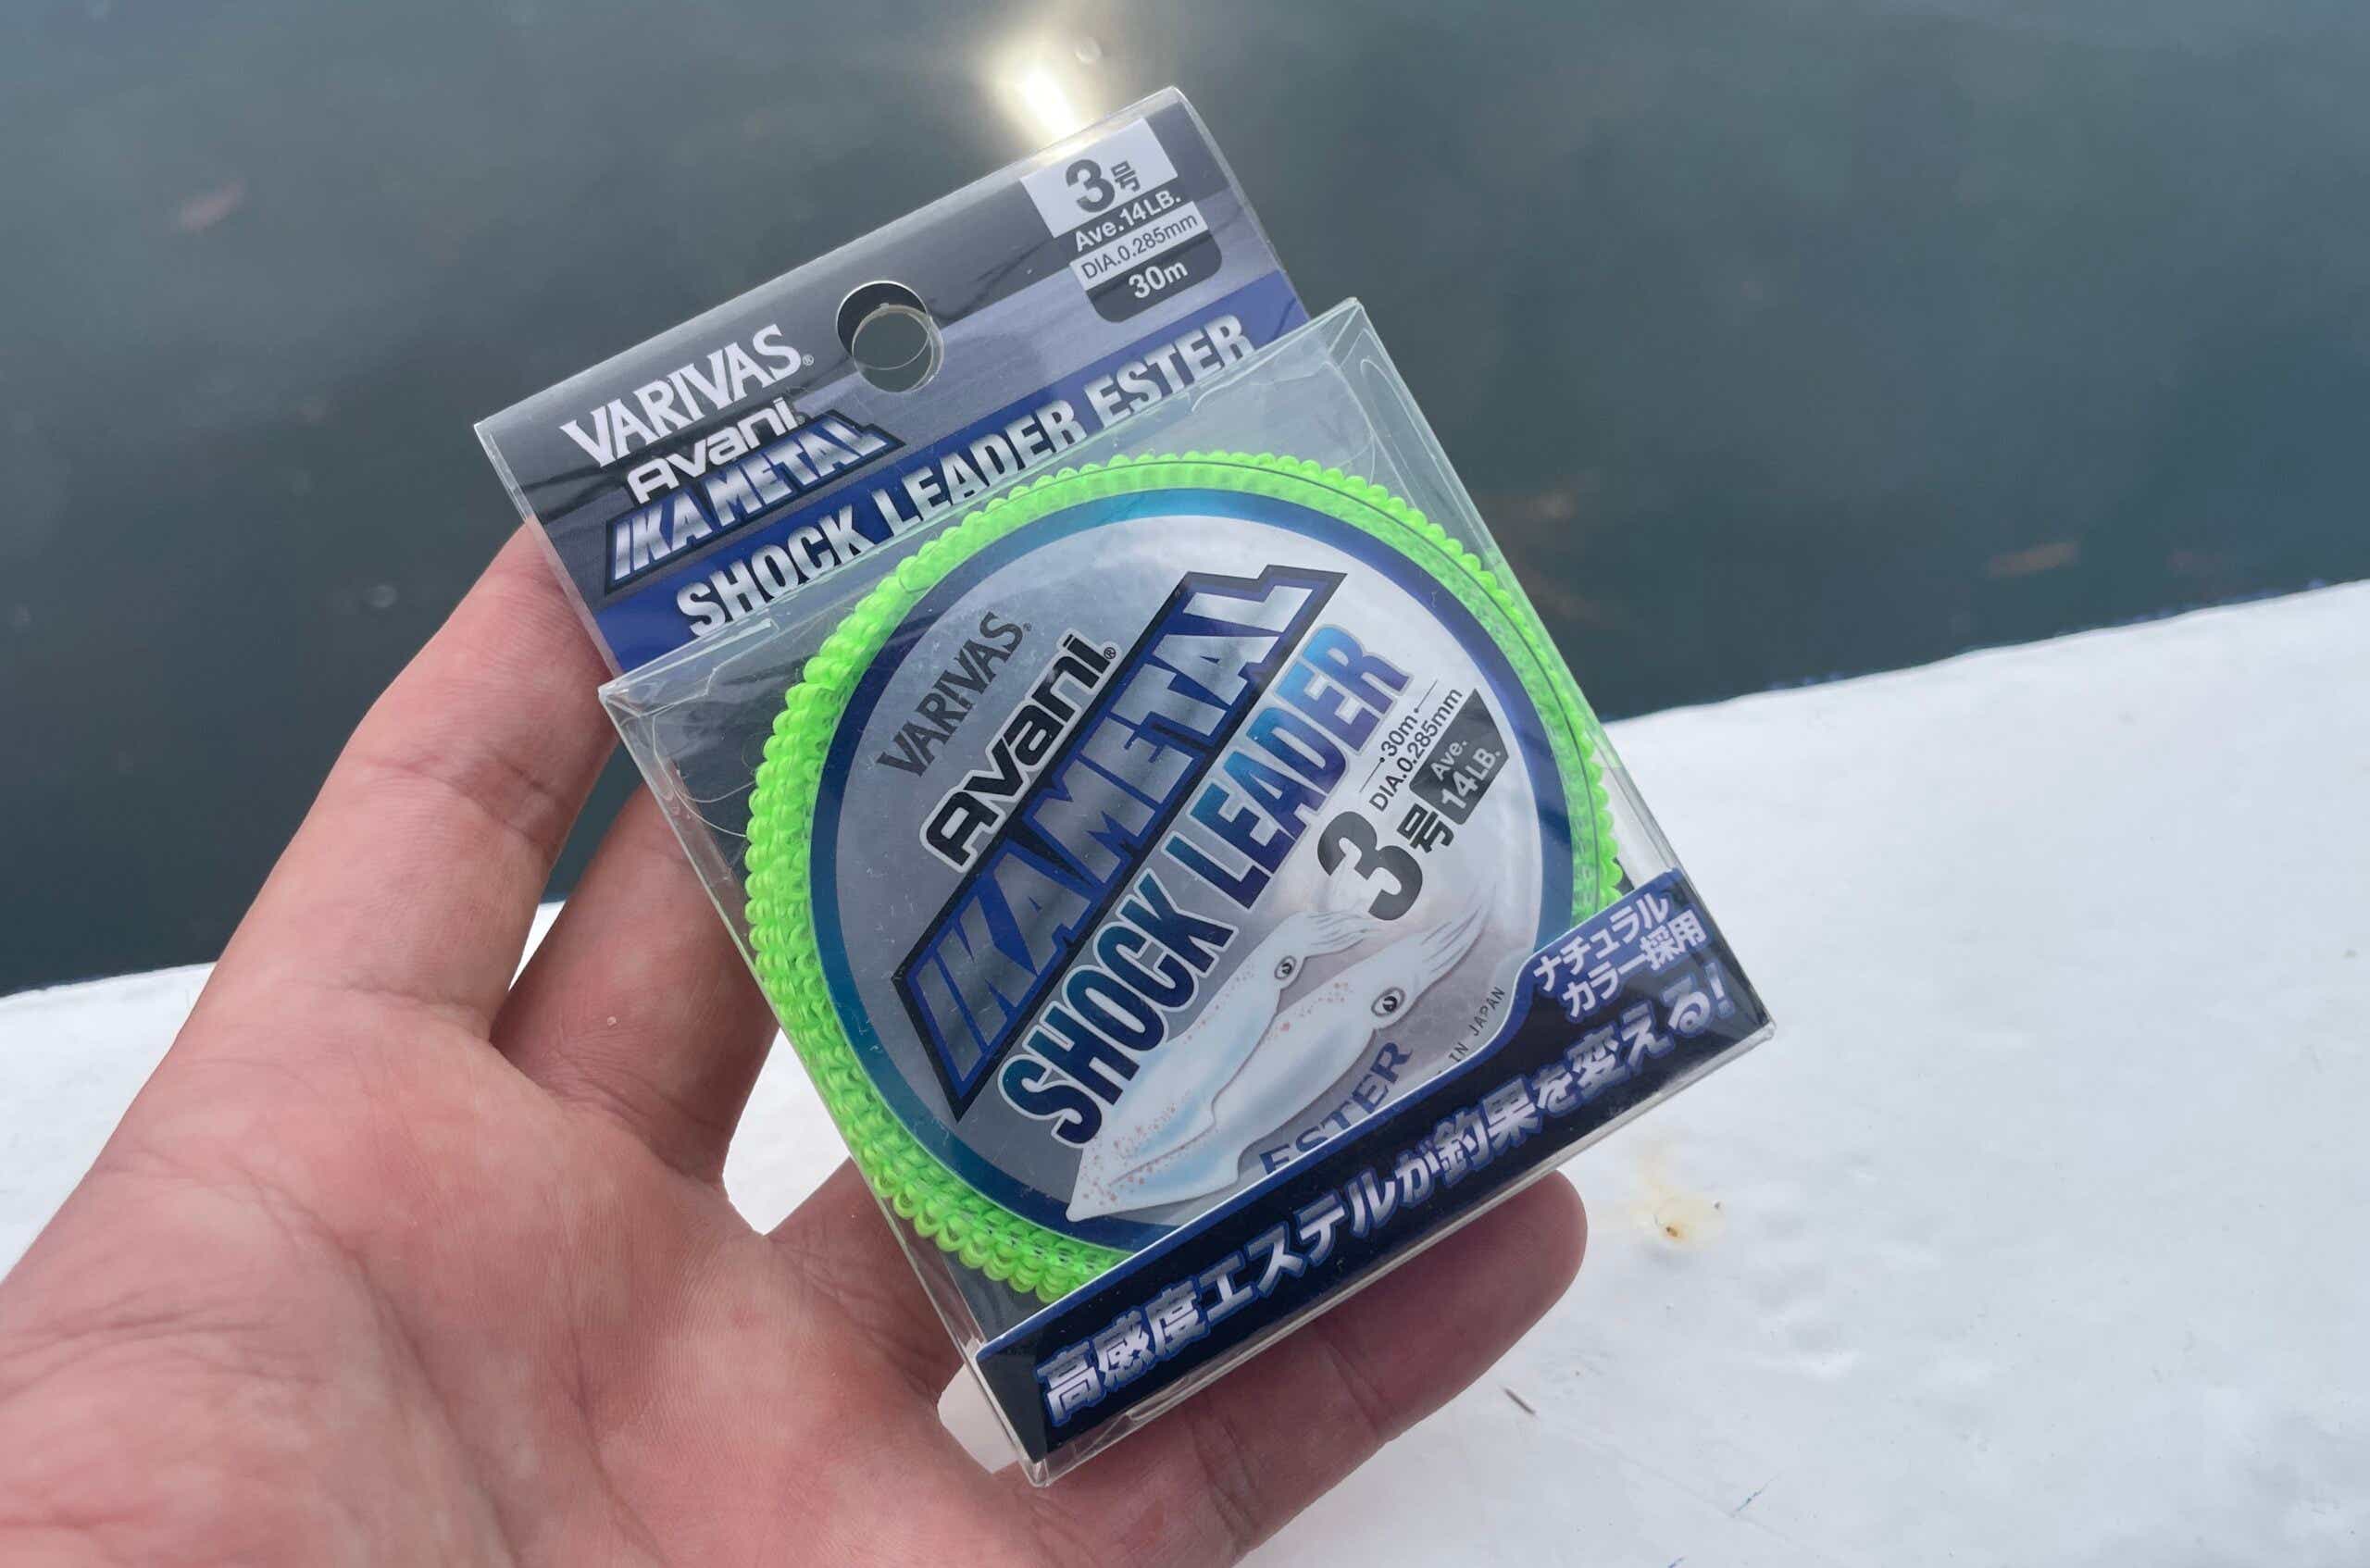 3号
Ave.14LB.
DIA.0.285mm
30m
VARIVAS®
Avani®
IKA METAL
SHOCK LEADER ESTER
VARIVAS®
Avani®
IKA METAL
SHOCK LEADER
30m
DIA.0.285mm
3号 Ave. 14LB.
ESTER
IN JAPAN
ナチュラル
カラー採用
高感度エステルが釣果を変える!